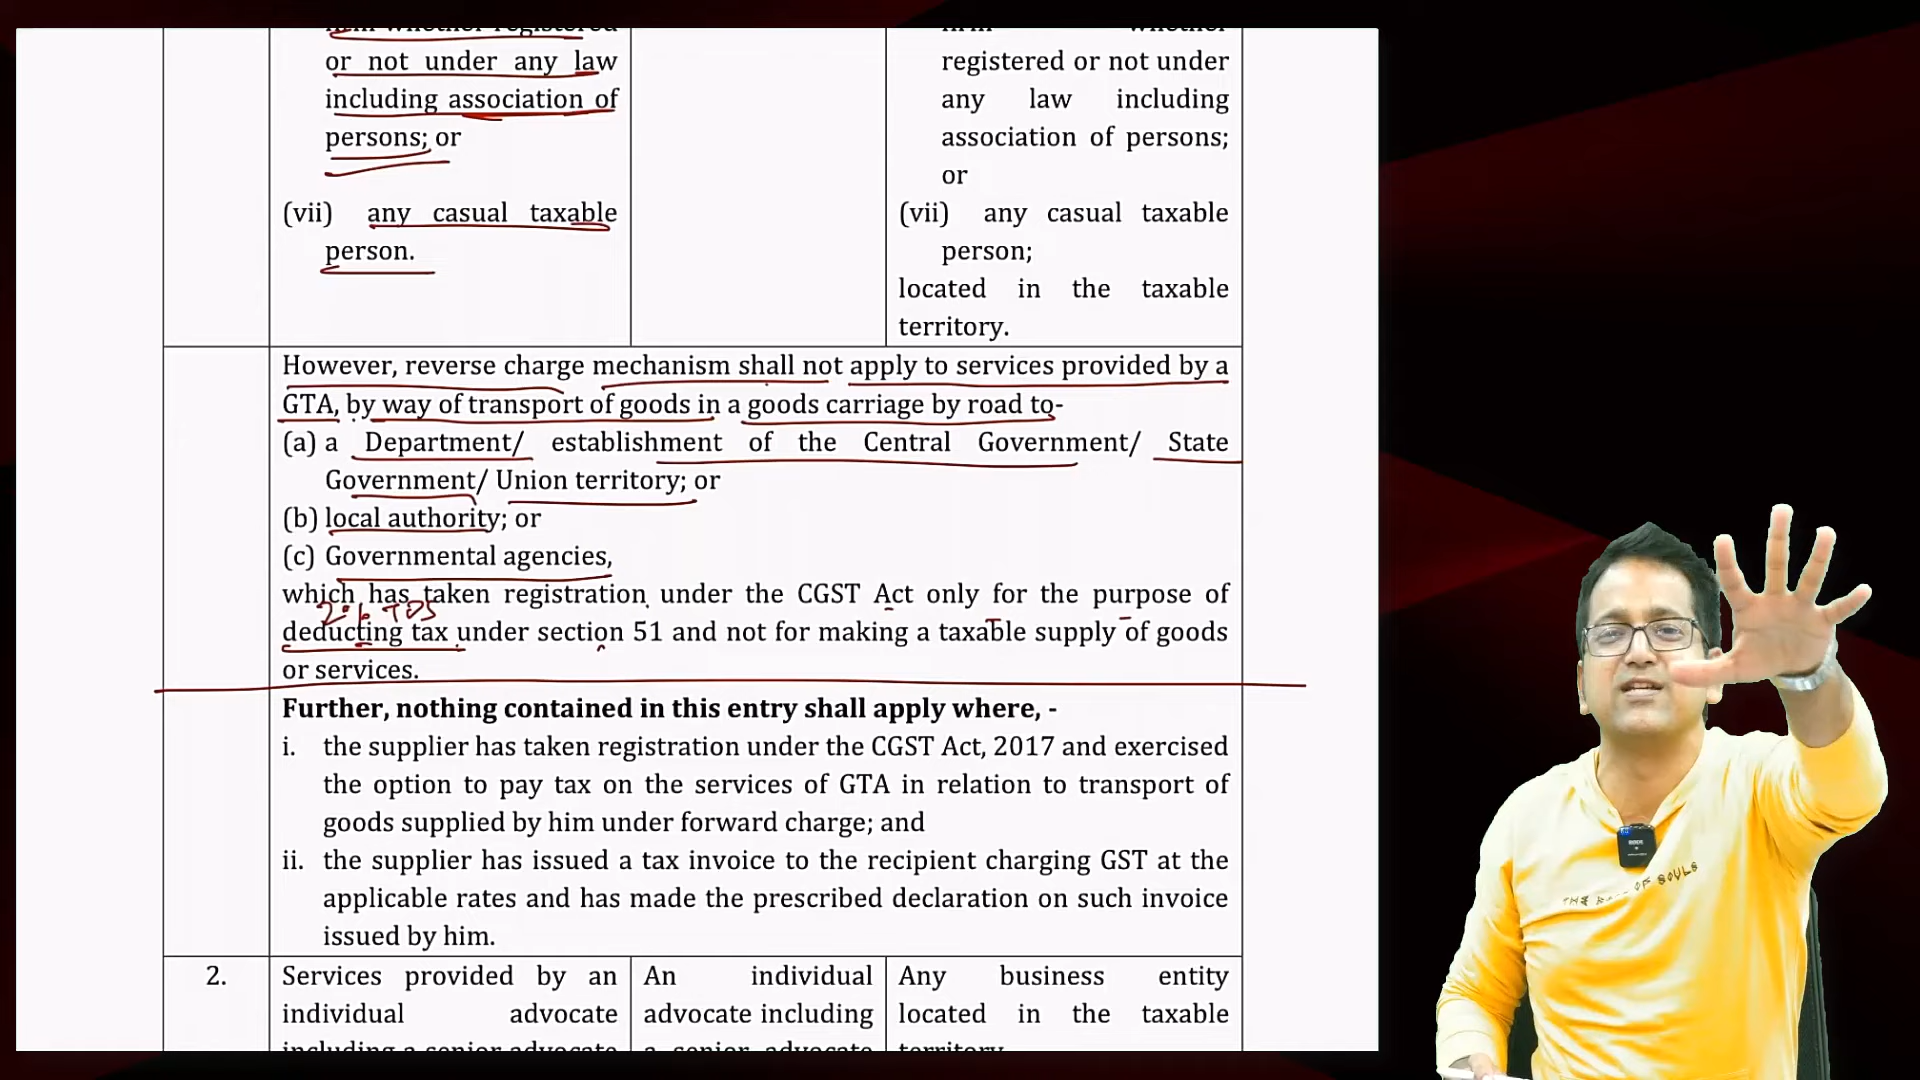 or not under any law
including association of
persons; or
(vii) any casual taxable
person.
whether
registered or not under
any law including
association of persons;
or
(vii) any casual taxable
person;
located in the taxable
territory.
However, reverse charge mechanism shall not apply to services provided by a
GTA, by way of transport of goods in a goods carriage by road to-
(a) a Department/ establishment of the Central Government/ State
Government/ Union territory; or
(b) local authority; or
(c) Governmental agencies,
which has taken registration under the CGST Act only for the purpose of
2% TDS
deducting tax under section 51 and not for making a taxable supply of goods
or services.
Further, nothing contained in this entry shall apply where, -
i. the supplier has taken registration under the CGST Act, 2017 and exercised
the option to pay tax on the services of GTA in relation to transport of
goods supplied by him under forward charge; and
ii. the supplier has issued a tax invoice to the recipient charging GST at the
applicable rates and has made the prescribed declaration on such invoice
issued by him.
2.
Services provided by an
individual advocate
including a senior advocate
An individual
advocate including
a senior advocate
Any business entity
located in the taxable
territory
OF SOULS